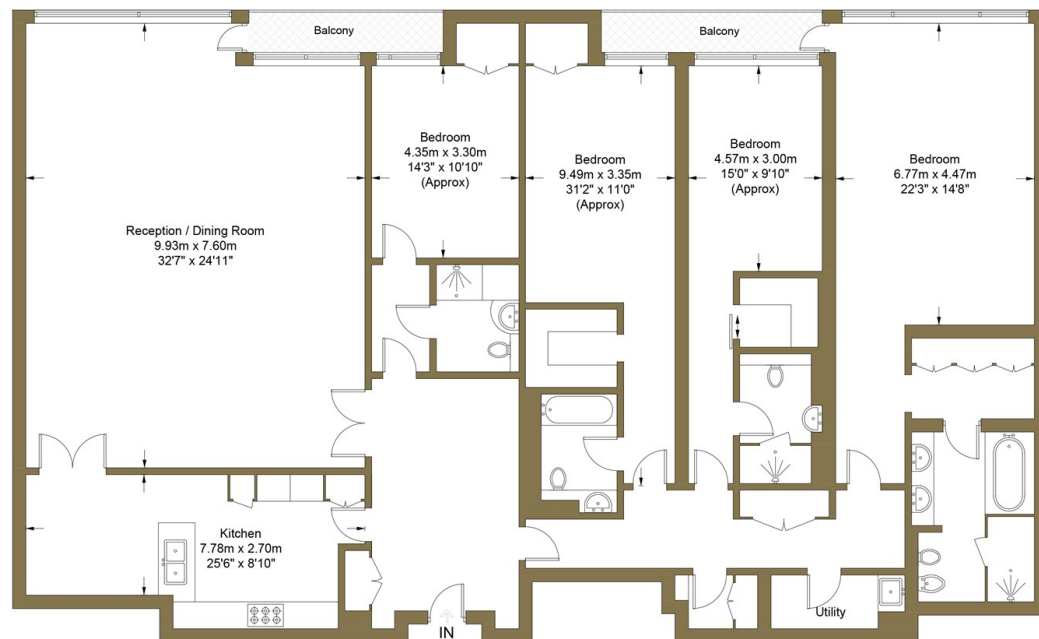 Balcony
Balcony
Bedroom
4.35m x 3.30m
14'3" x 10'10"
(Approx)
Bedroom
9.49m x 3.35m
31'2" x 11'0"
(Approx)
Bedroom
4.57m x 3.00m
15'0" x 9'10"
(Approx)
Bedroom
6.77m x 4.47m
22'3" x 14'8"
Reception / Dining Room
9.93m x 7.60m
32'7" x 24'11"
Kitchen
7.78m x 2.70m
25'6" x 8'10"
Utility
IN